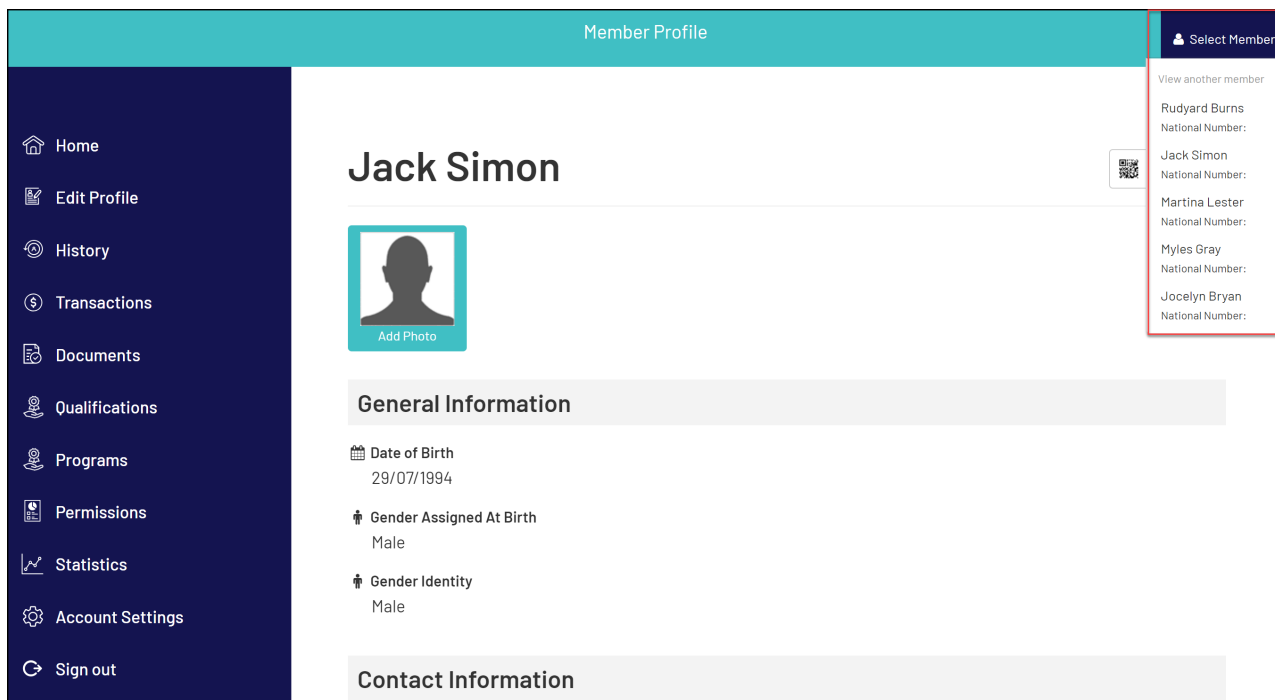 Member Profile
Select Member
View another member
Rudyard Burns
National Number:
Jack Simon
National Number:
Martina Lester
National Number:
Myles Gray
National Number:
Jocelyn Bryan
National Number:
Home
Edit Profile
History
Transactions
Documents
Qualifications
Programs
Permissions
Statistics
Account Settings
Sign out
Jack Simon
Add Photo
General Information
Date of Birth
29/07/1994
Gender Assigned At Birth
Male
Gender Identity
Male
Contact Information